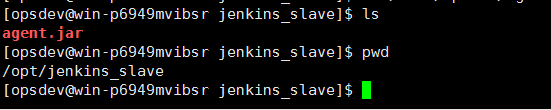 [opsdev@win-p6949mvibsr jenkins_slave]$ ls
agent.jar
[opsdev@win-p6949mvibsr jenkins_slave]$ pwd
/opt/jenkins_slave
[opsdev@win-p6949mvibsr jenkins_slave]$